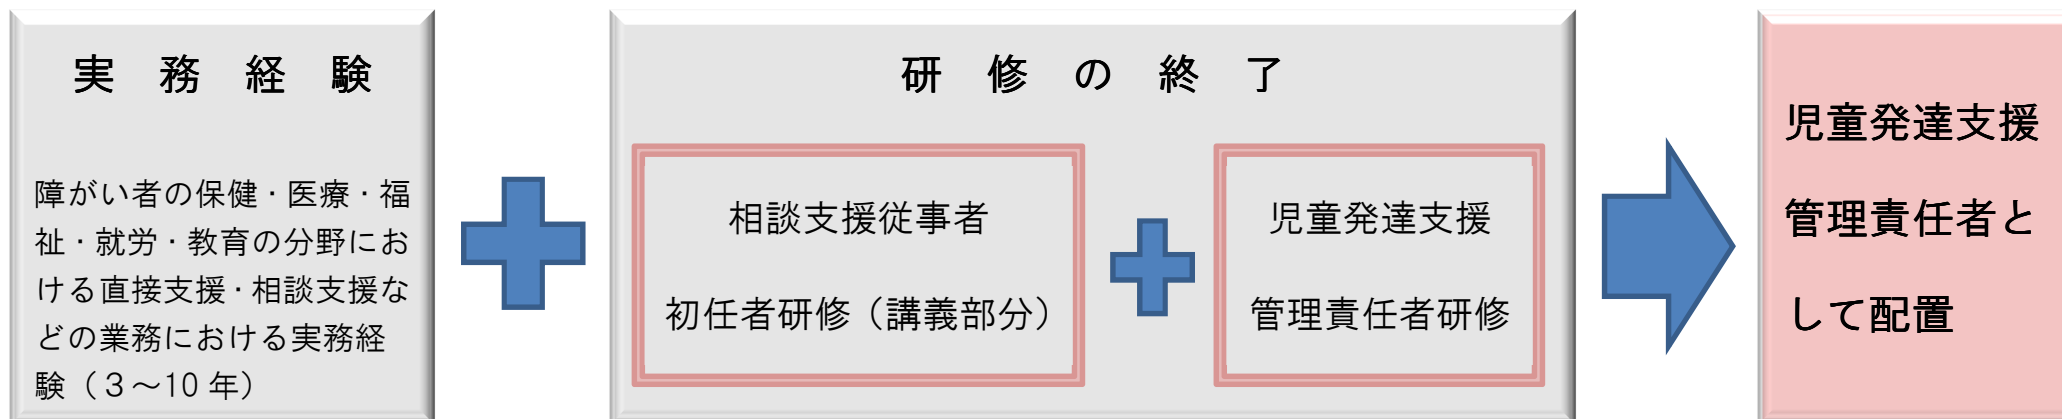 実務経験
障がい者の保健・医療・福
祉・就労・教育の分野にお
ける直接支援・相談支援な
どの業務における実務経
験（３～10年）
研修の終了
相談支援従事者
初任者研修（講義部分）
児童発達支援
管理責任者研修
児童発達支援
管理責任者と
して配置